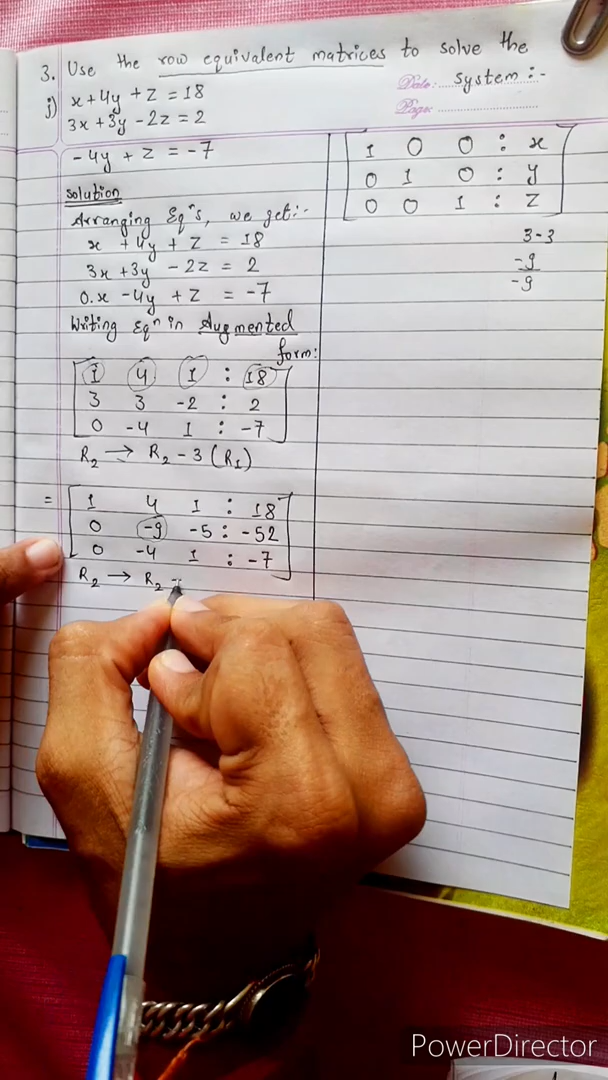 3. Use the row equivalent matrices to solve the
system :-
Date:
Page:
j) x + 4y + z = 18
3x + 3y - 2z = 2
- 4y + z = -7
solution
Arranging Eqⁿs, we get:-
x + 4y + z = 18
3x + 3y - 2z = 2
0.x - 4y + z = -7
Writing Eqⁿ in Augmented
form:
1 4 1 : 18
3 3 -2 : 2
0 -4 1 : -7
R₂ → R₂ - 3 (R₁)
= 1 4 1 : 18
0 -9 -5 : -52
0 -4 1 : -7
R₂ → R₂
1 0 0 : x
0 1 0 : y
0 0 1 : z
3-3
-9
-9
PowerDirector